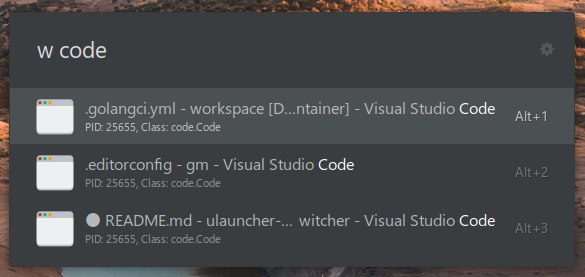 w code
.golangci.yml - workspace [D...ntainer] - Visual Studio Code
Alt+1
PID: 25655, Class: code.Code
.editorconfig - gm - Visual Studio Code
Alt+2
PID: 25655, Class: code.Code
● README.md - ulauncher-... witcher - Visual Studio Code
Alt+3
PID: 25655, Class: code.Code